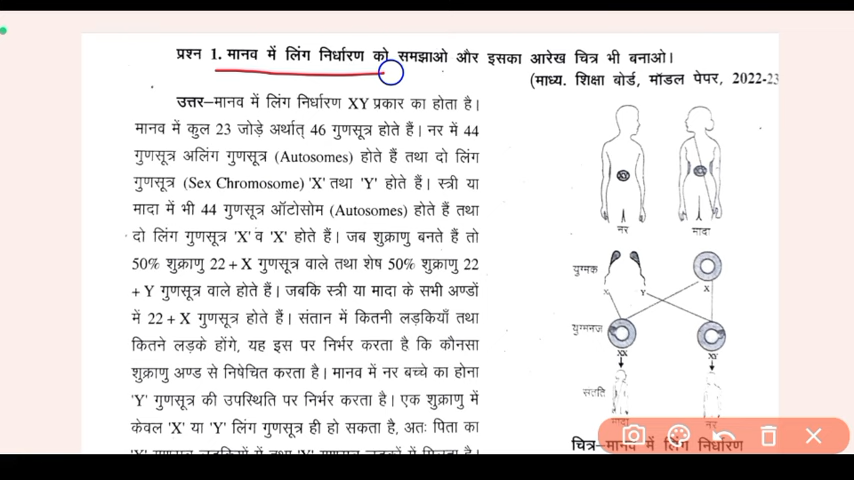 प्रश्न 1. मानव में लिंग निर्धारण को समझाओ और इसका आरेख चित्र भी बनाओ।
(माध्य. शिक्षा बोर्ड, मॉडल पेपर, 2022-23
उत्तर–मानव में लिंग निर्धारण XY प्रकार का होता है।
मानव में कुल 23 जोड़े अर्थात् 46 गुणसूत्र होते हैं। नर में 44
गुणसूत्र अलिंग गुणसूत्र (Autosomes) होते हैं तथा दो लिंग
गुणसूत्र (Sex Chromosome) 'X' तथा 'Y' होते हैं। स्त्री या
मादा में भी 44 गुणसूत्र ऑटोसोम (Autosomes) होते हैं तथा
दो लिंग गुणसूत्र 'X' व 'X' होते हैं। जब शुक्राणु बनते हैं तो
50% शुक्राणु 22 + X गुणसूत्र वाले तथा शेष 50% शुक्राणु 22
+ Y गुणसूत्र वाले होते हैं। जबकि स्त्री या मादा के सभी अण्डों
में 22 + X गुणसूत्र होते हैं। संतान में कितनी लड़कियाँ तथा
कितने लड़के होंगे, यह इस पर निर्भर करता है कि कौनसा
शुक्राणु अण्ड से निषेचित करता है। मानव में नर बच्चे का होना
'Y' गुणसूत्र की उपस्थिति पर निर्भर करता है। एक शुक्राणु में
केवल 'X' या 'Y' लिंग गुणसूत्र ही हो सकता है, अतः पिता का
नर मादा
युग्मक
X Y X
युग्मनज
XX XY
संतति
मादा नर
चित्र–मानव में लिंग निर्धारण